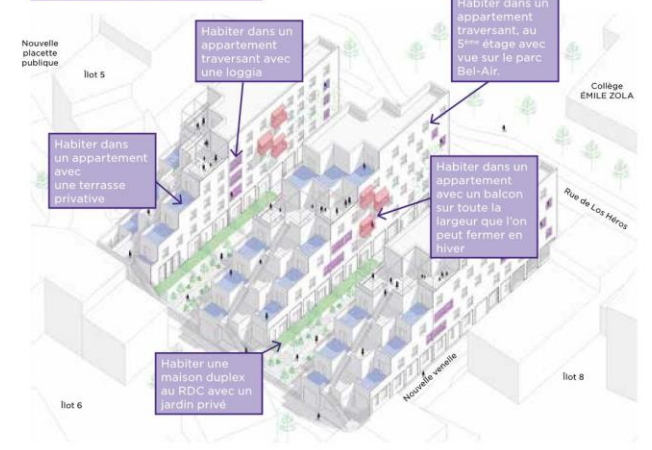 Habiter dans un
appartement
traversant, au
5ème étage avec
vue sur le parc
Bel-Air.
Habiter dans un
appartement
traversant avec
une loggia
Nouvelle
placette
publique
Îlot 5
Collège
ÉMILE ZOLA
Habiter dans
un appartement
avec
une terrasse
privative
Habiter dans un
appartement
avec un balcon
sur toute la
largeur que l'on
peut fermer en
hiver
Rue de Los Héros
Habiter une
maison duplex
au RDC avec un
jardin privé
Nouvelle venelle
Îlot 6
Îlot 8